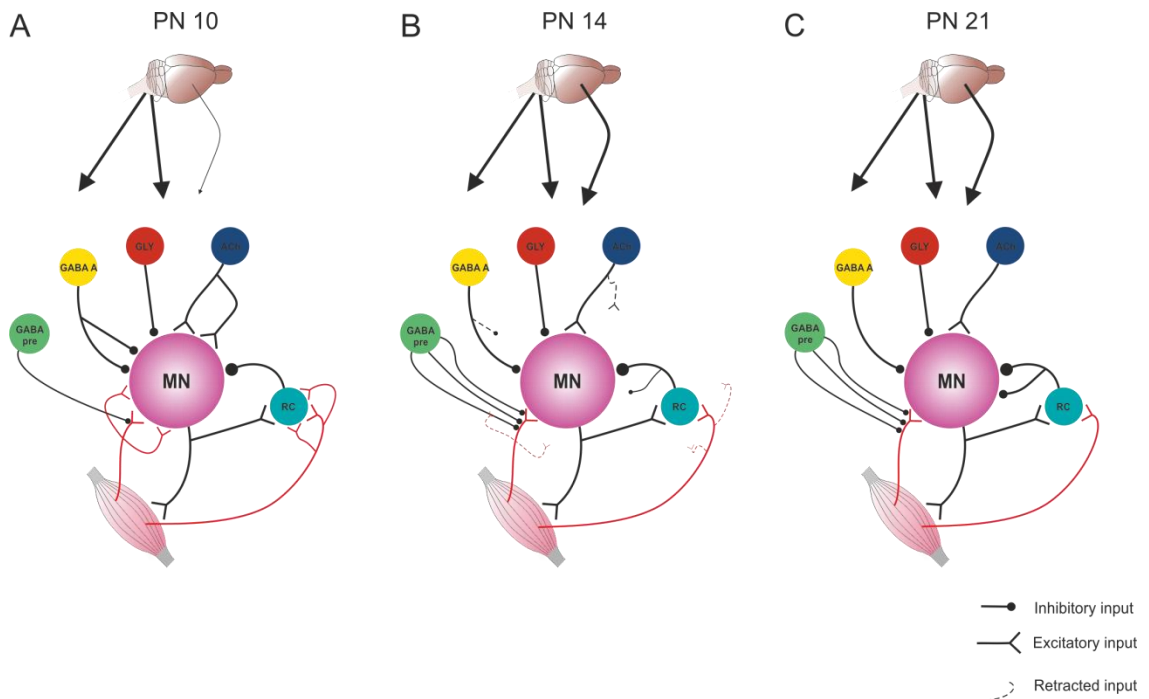 A
PN 10
B
PN 14
C
PN 21
GABA A
GLY
ACh
GABA
pre
MN
RC
GABA A
GLY
ACh
GABA
pre
MN
RC
GABA A
GLY
ACh
GABA
pre
MN
RC
Inhibitory input
Excitatory input
Retracted input